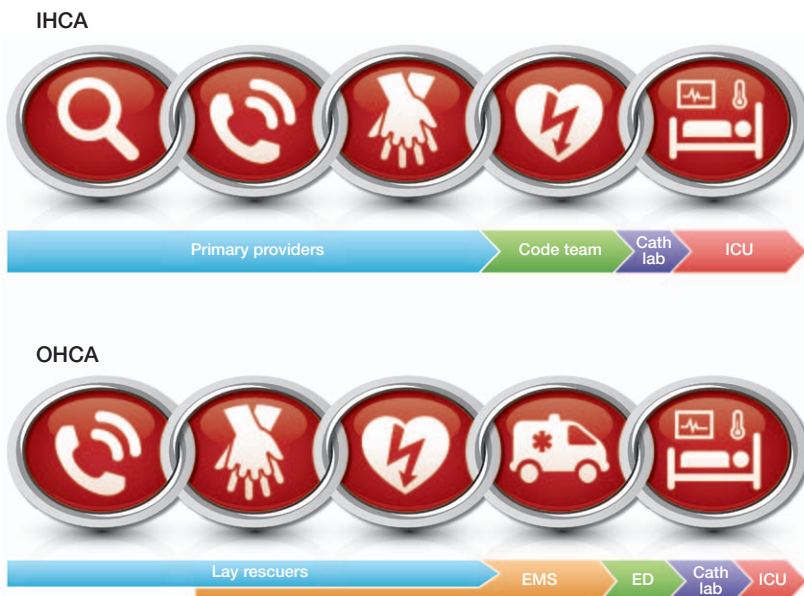 IHCA
Primary providers
Code team
Cath
lab
ICU
OHCA
Lay rescuers
EMS
ED
Cath
lab
ICU